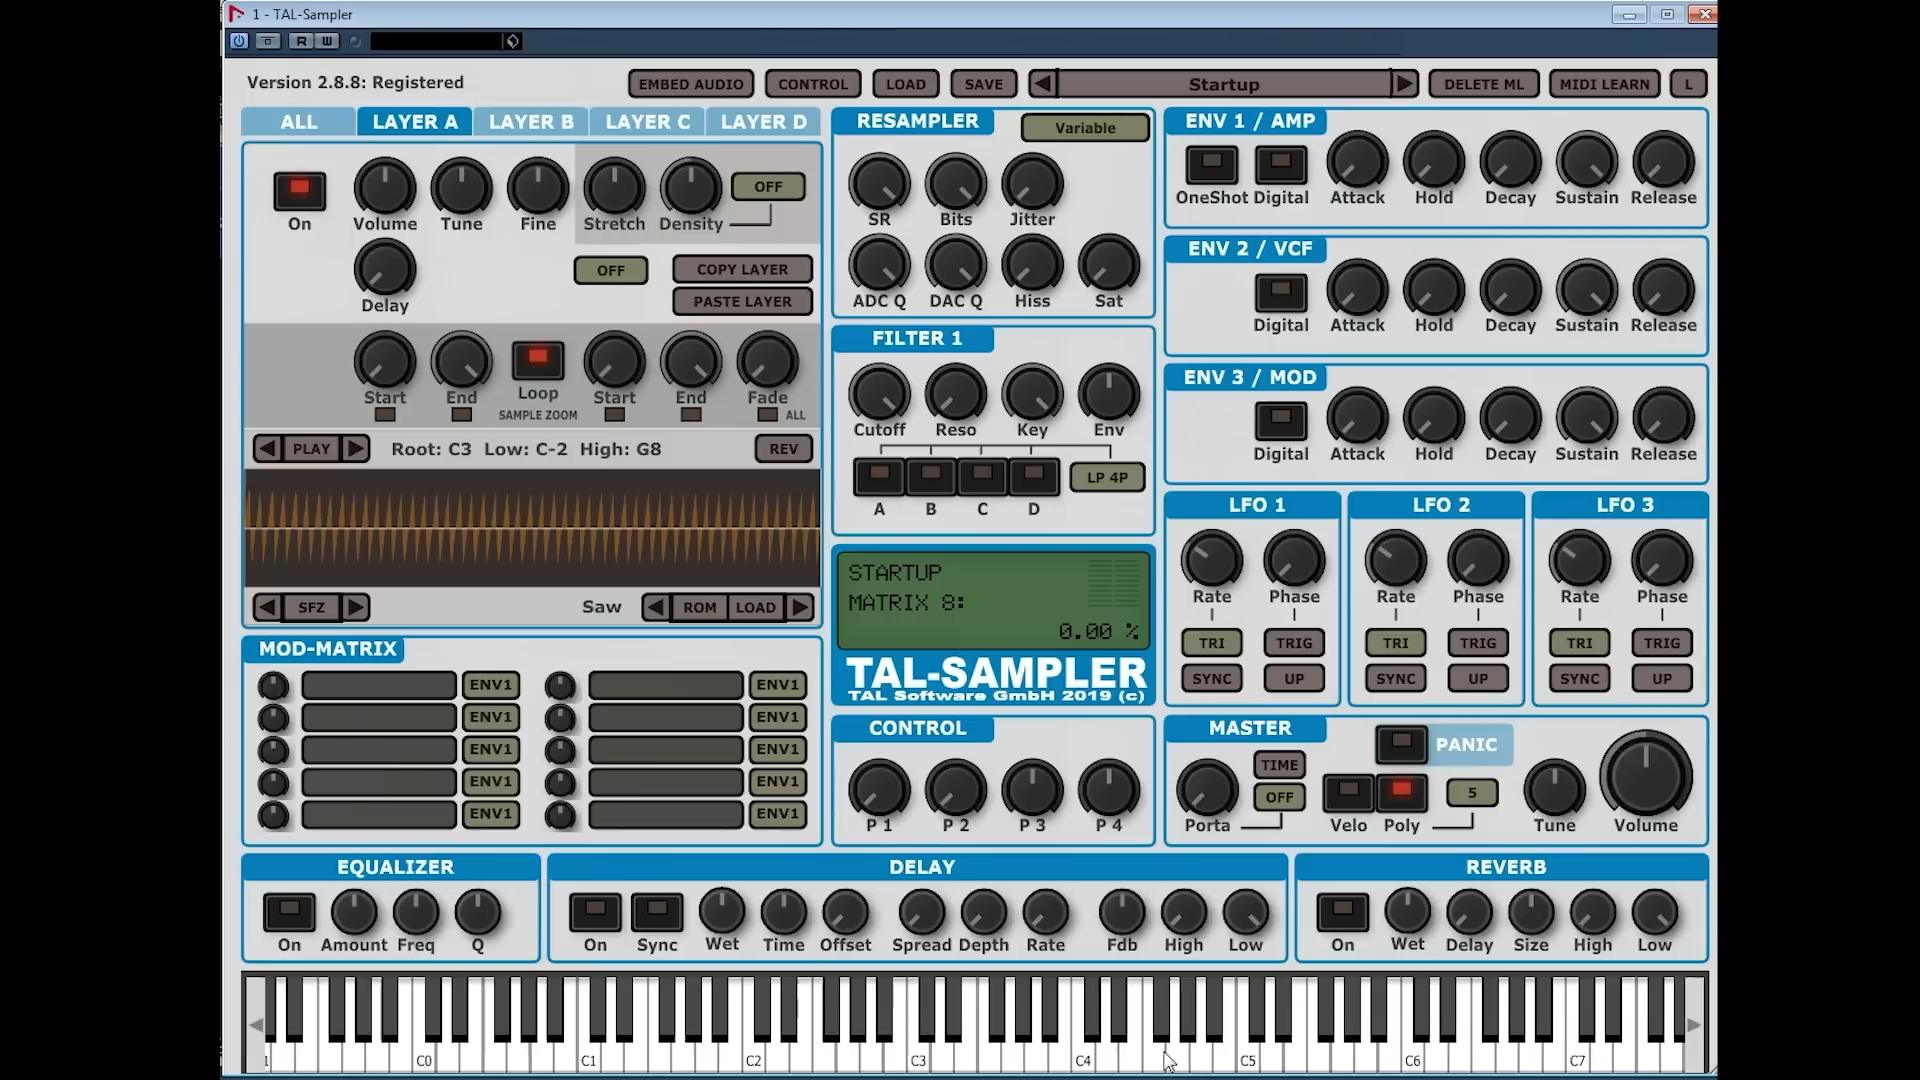 1 - TAL-Sampler
R W
Version 2.8.8: Registered
EMBED AUDIO CONTROL LOAD SAVE Startup DELETE ML MIDI LEARN L
ALL LAYER A LAYER B LAYER C LAYER D
On Volume Tune Fine Stretch Density OFF
Delay OFF COPY LAYER
PASTE LAYER
Start End Loop Start End Fade
SAMPLE ZOOM ALL
PLAY Root: C3 Low: C-2 High: G8 REV
SFZ Saw ROM LOAD
MOD-MATRIX
ENV1 ENV1
ENV1 ENV1
ENV1 ENV1
ENV1 ENV1
ENV1 ENV1
RESAMPLER Variable
SR Bits Jitter
ADC Q DAC Q Hiss Sat
FILTER 1
Cutoff Reso Key Env
LP 4P
A B C D
STARTUP
MATRIX 8:
0.00 %
TAL-SAMPLER
TAL Software GmbH 2019 (c)
CONTROL
P 1 P 2 P 3 P 4
ENV 1 / AMP
OneShot Digital Attack Hold Decay Sustain Release
ENV 2 / VCF
Digital Attack Hold Decay Sustain Release
ENV 3 / MOD
Digital Attack Hold Decay Sustain Release
LFO 1 LFO 2 LFO 3
Rate Phase Rate Phase Rate Phase
TRI TRIG TRI TRIG TRI TRIG
SYNC UP SYNC UP SYNC UP
MASTER PANIC
TIME
OFF 5
Porta Velo Poly Tune Volume
EQUALIZER DELAY REVERB
On Amount Freq Q On Sync Wet Time Offset Spread Depth Rate Fdb High Low On Wet Delay Size High Low
C0 C1 C2 C3 C4 C5 C6 C7